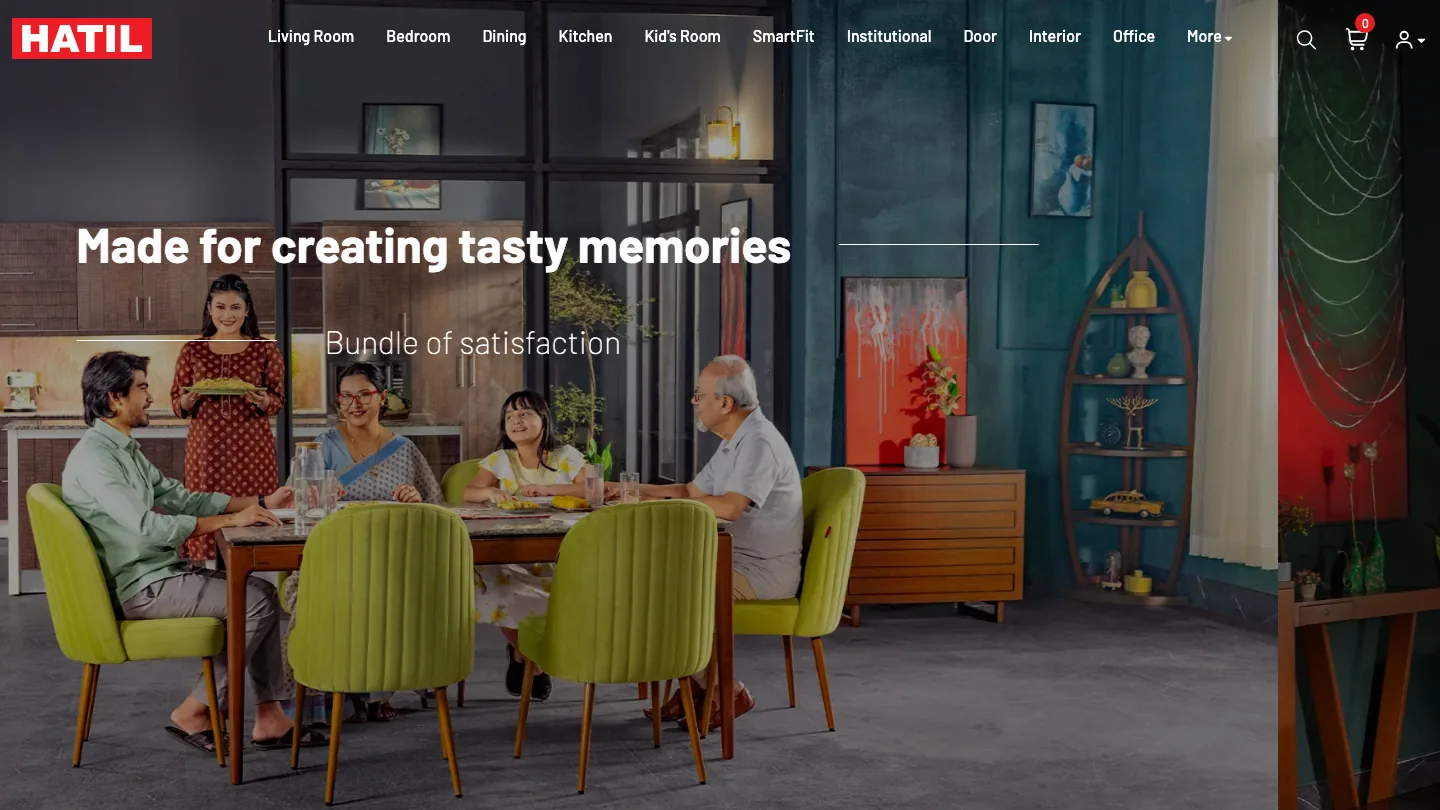 HATIL
Living Room
Bedroom
Dining
Kitchen
Kid's Room
SmartFit
Institutional
Door
Interior
Office
More
0
Made for creating tasty memories
Bundle of satisfaction